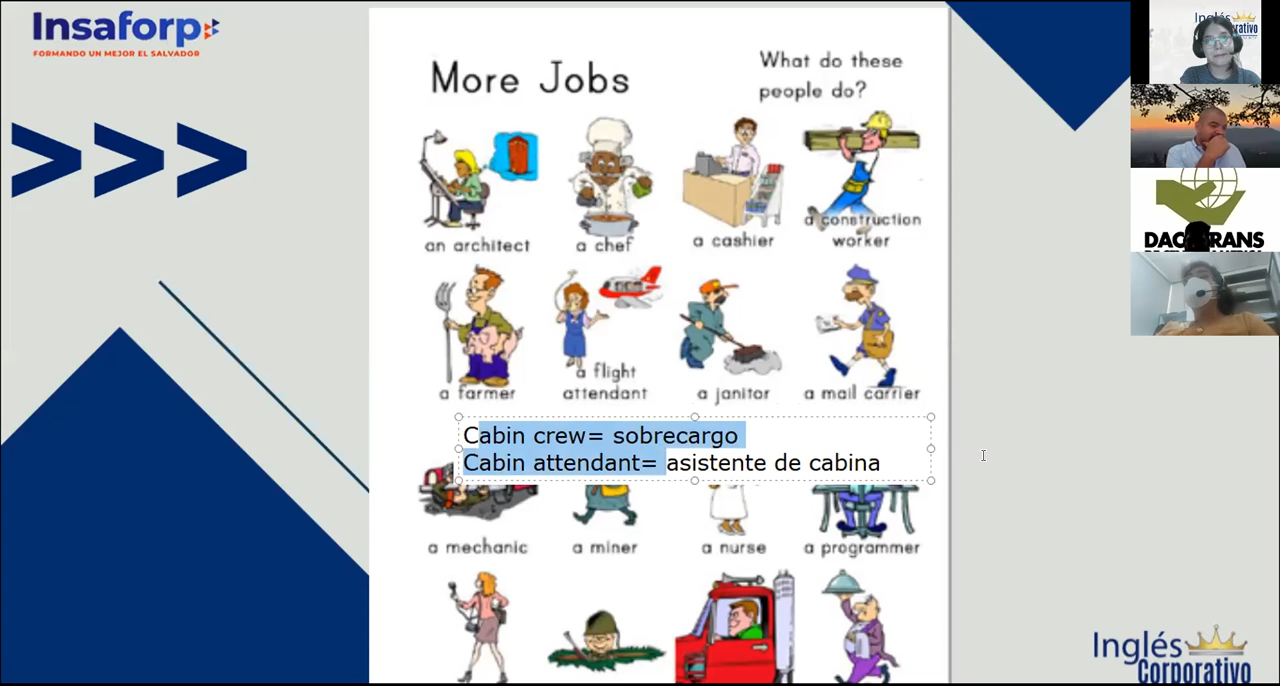 Insaforp
FORMANDO UN MEJOR EL SALVADOR
More Jobs
What do these
people do?
an architect
a chef
a cashier
a construction
worker
a farmer
a flight
attendant
a janitor
a mail carrier
Cabin crew= sobrecargo
Cabin attendant= asistente de cabina
a mechanic
a miner
a nurse
a programmer
Inglés
Corporativo
Inglés